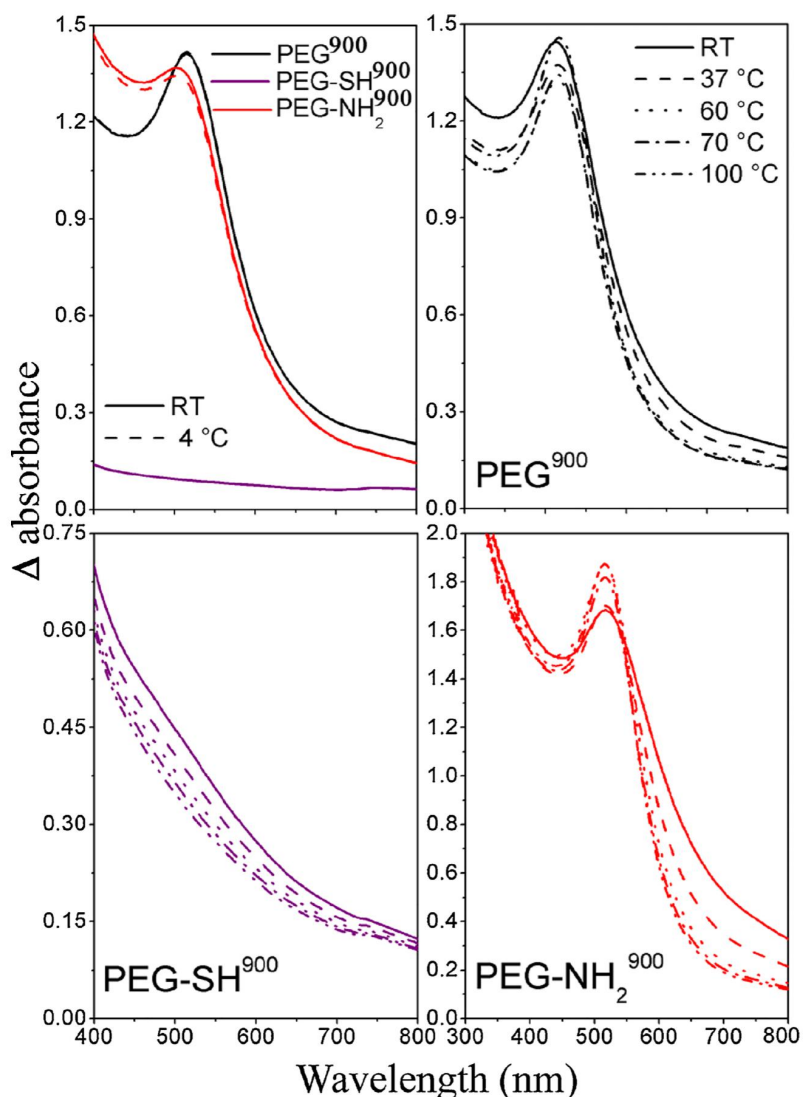 Δ absorbance
1.5
1.2
0.9
0.6
0.3
0.0
PEG⁹⁰⁰
PEG-SH⁹⁰⁰
PEG-NH₂⁹⁰⁰
RT
4 °C
1.5
1.2
0.9
0.6
0.3
0.0
RT
37 °C
60 °C
70 °C
100 °C
PEG⁹⁰⁰
0.75
0.60
0.45
0.30
0.15
0.00
PEG-SH⁹⁰⁰
400 500 600 700 800
2.0
1.8
1.6
1.4
1.2
1.0
0.8
0.6
0.4
0.2
0.0
PEG-NH₂⁹⁰⁰
300 400 500 600 700 800
Wavelength (nm)